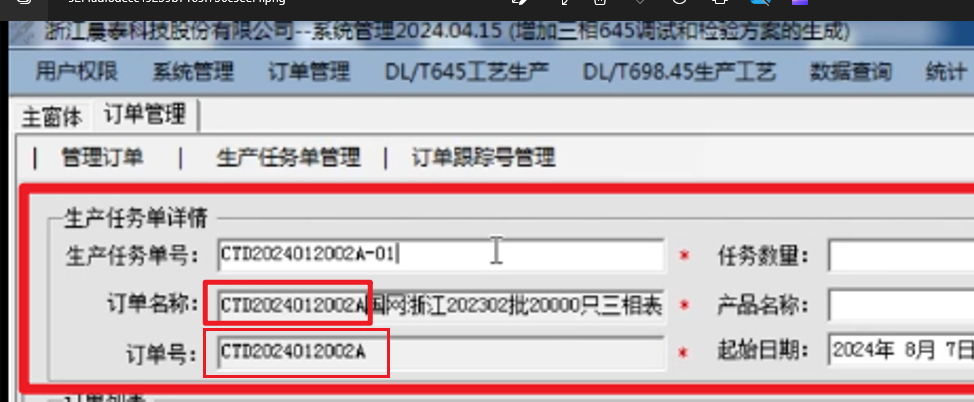 浙江晨泰科技股份有限公司--系统管理2024.04.15 (增加三相645调试和检验方案的生成)
用户权限 系统管理 订单管理 DL/T645工艺生产 DL/T698.45生产工艺 数据查询 统计
主窗体 订单管理
| 管理订单 | 生产任务单管理 | 订单跟踪号管理
生产任务单详情
生产任务单号: CTD2024012002A-01 * 任务数量:
订单名称: CTD2024012002A国网浙江202302批20000只三相表 * 产品名称:
订单号: CTD2024012002A * 起始日期: 2024年 8月 7日